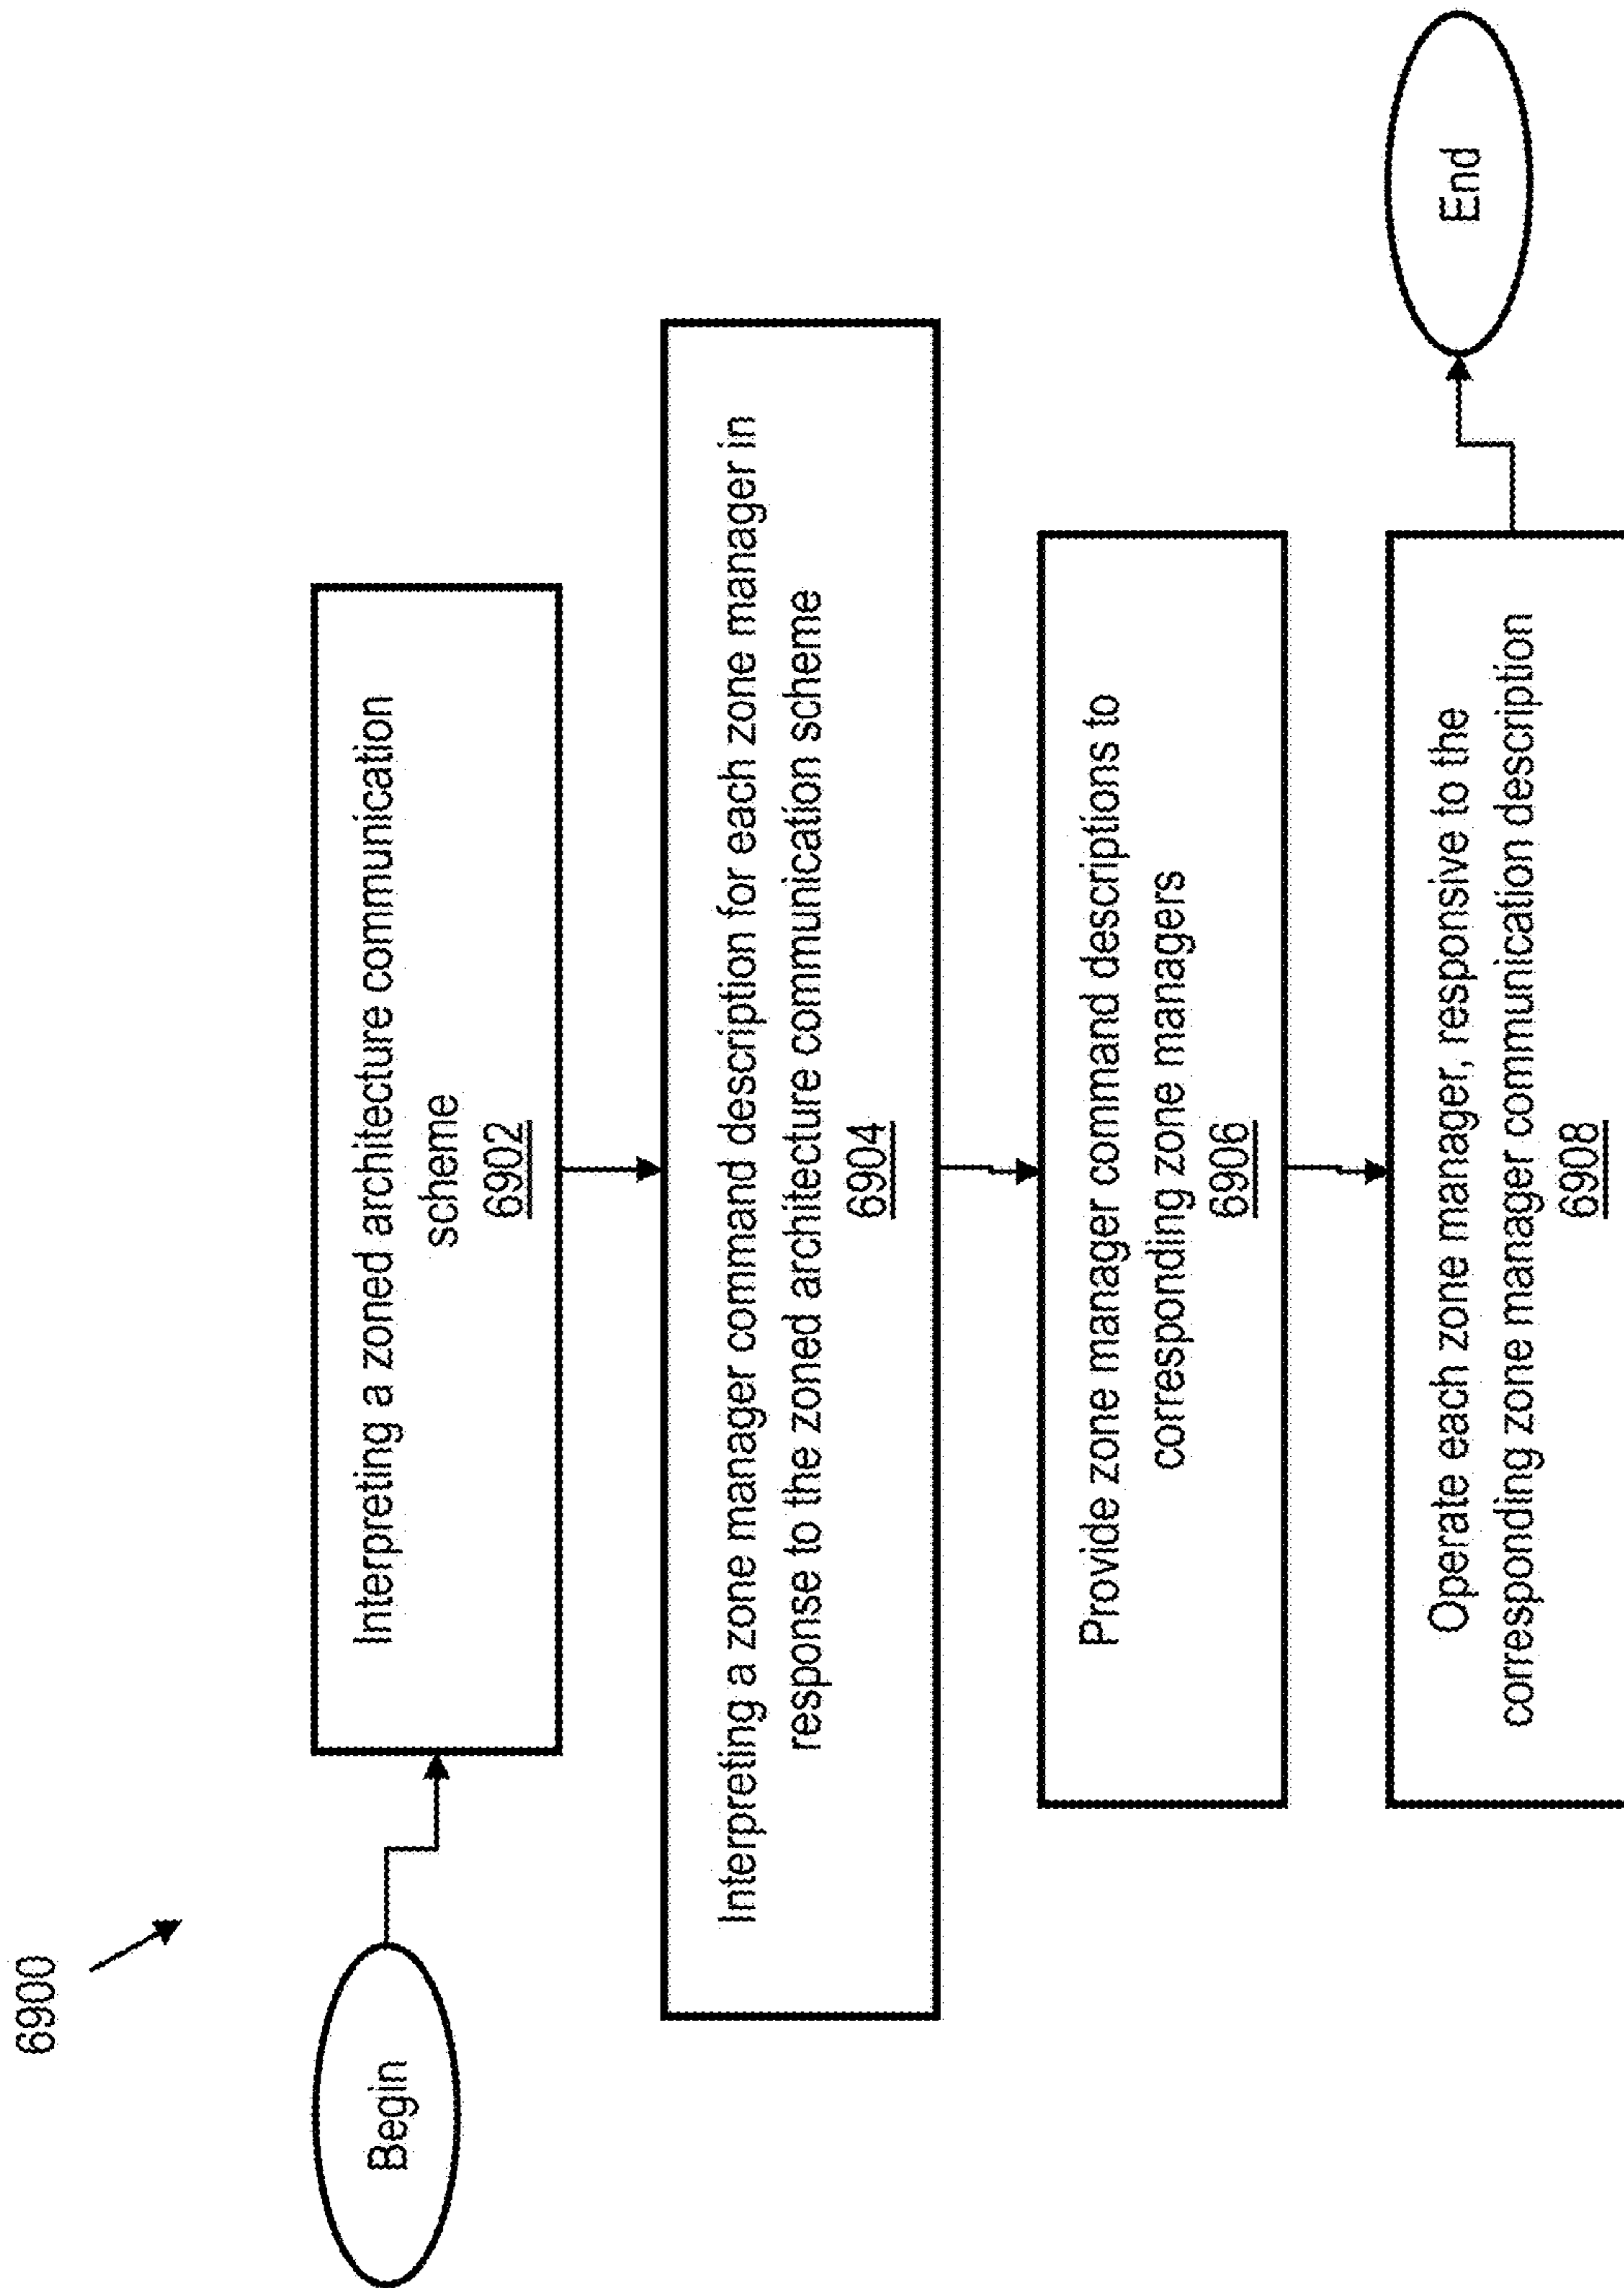 6900
Begin
Interpreting a zoned architecture communication
scheme
6902
Interpreting a zone manager command description for each zone manager in
response to the zoned architecture communication scheme
6904
Provide zone manager command descriptions to
corresponding zone managers
6906
Operate each zone manager, responsive to the
corresponding zone manager communication description
6908
End